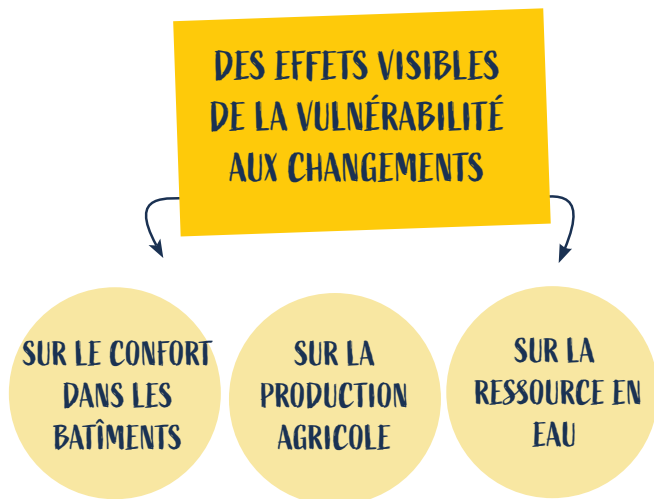 DES EFFETS VISIBLES
DE LA VULNÉRABILITÉ
AUX CHANGEMENTS
SUR LE CONFORT
DANS LES
BATÎMENTS
SUR LA
PRODUCTION
AGRICOLE
SUR LA
RESSOURCE EN
EAU